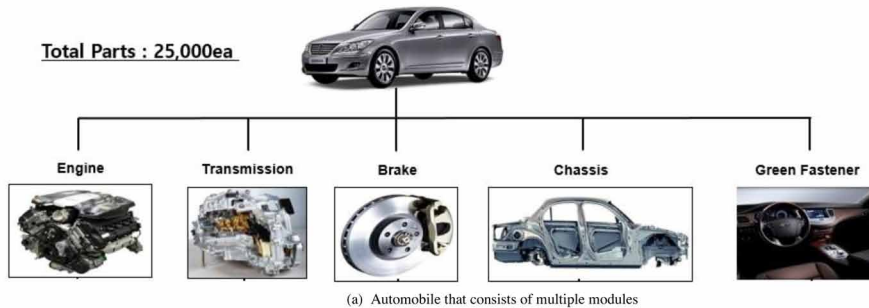 Total Parts : 25,000ea
Engine
Transmission
Brake
Chassis
Green Fastener
(a) Automobile that consists of multiple modules